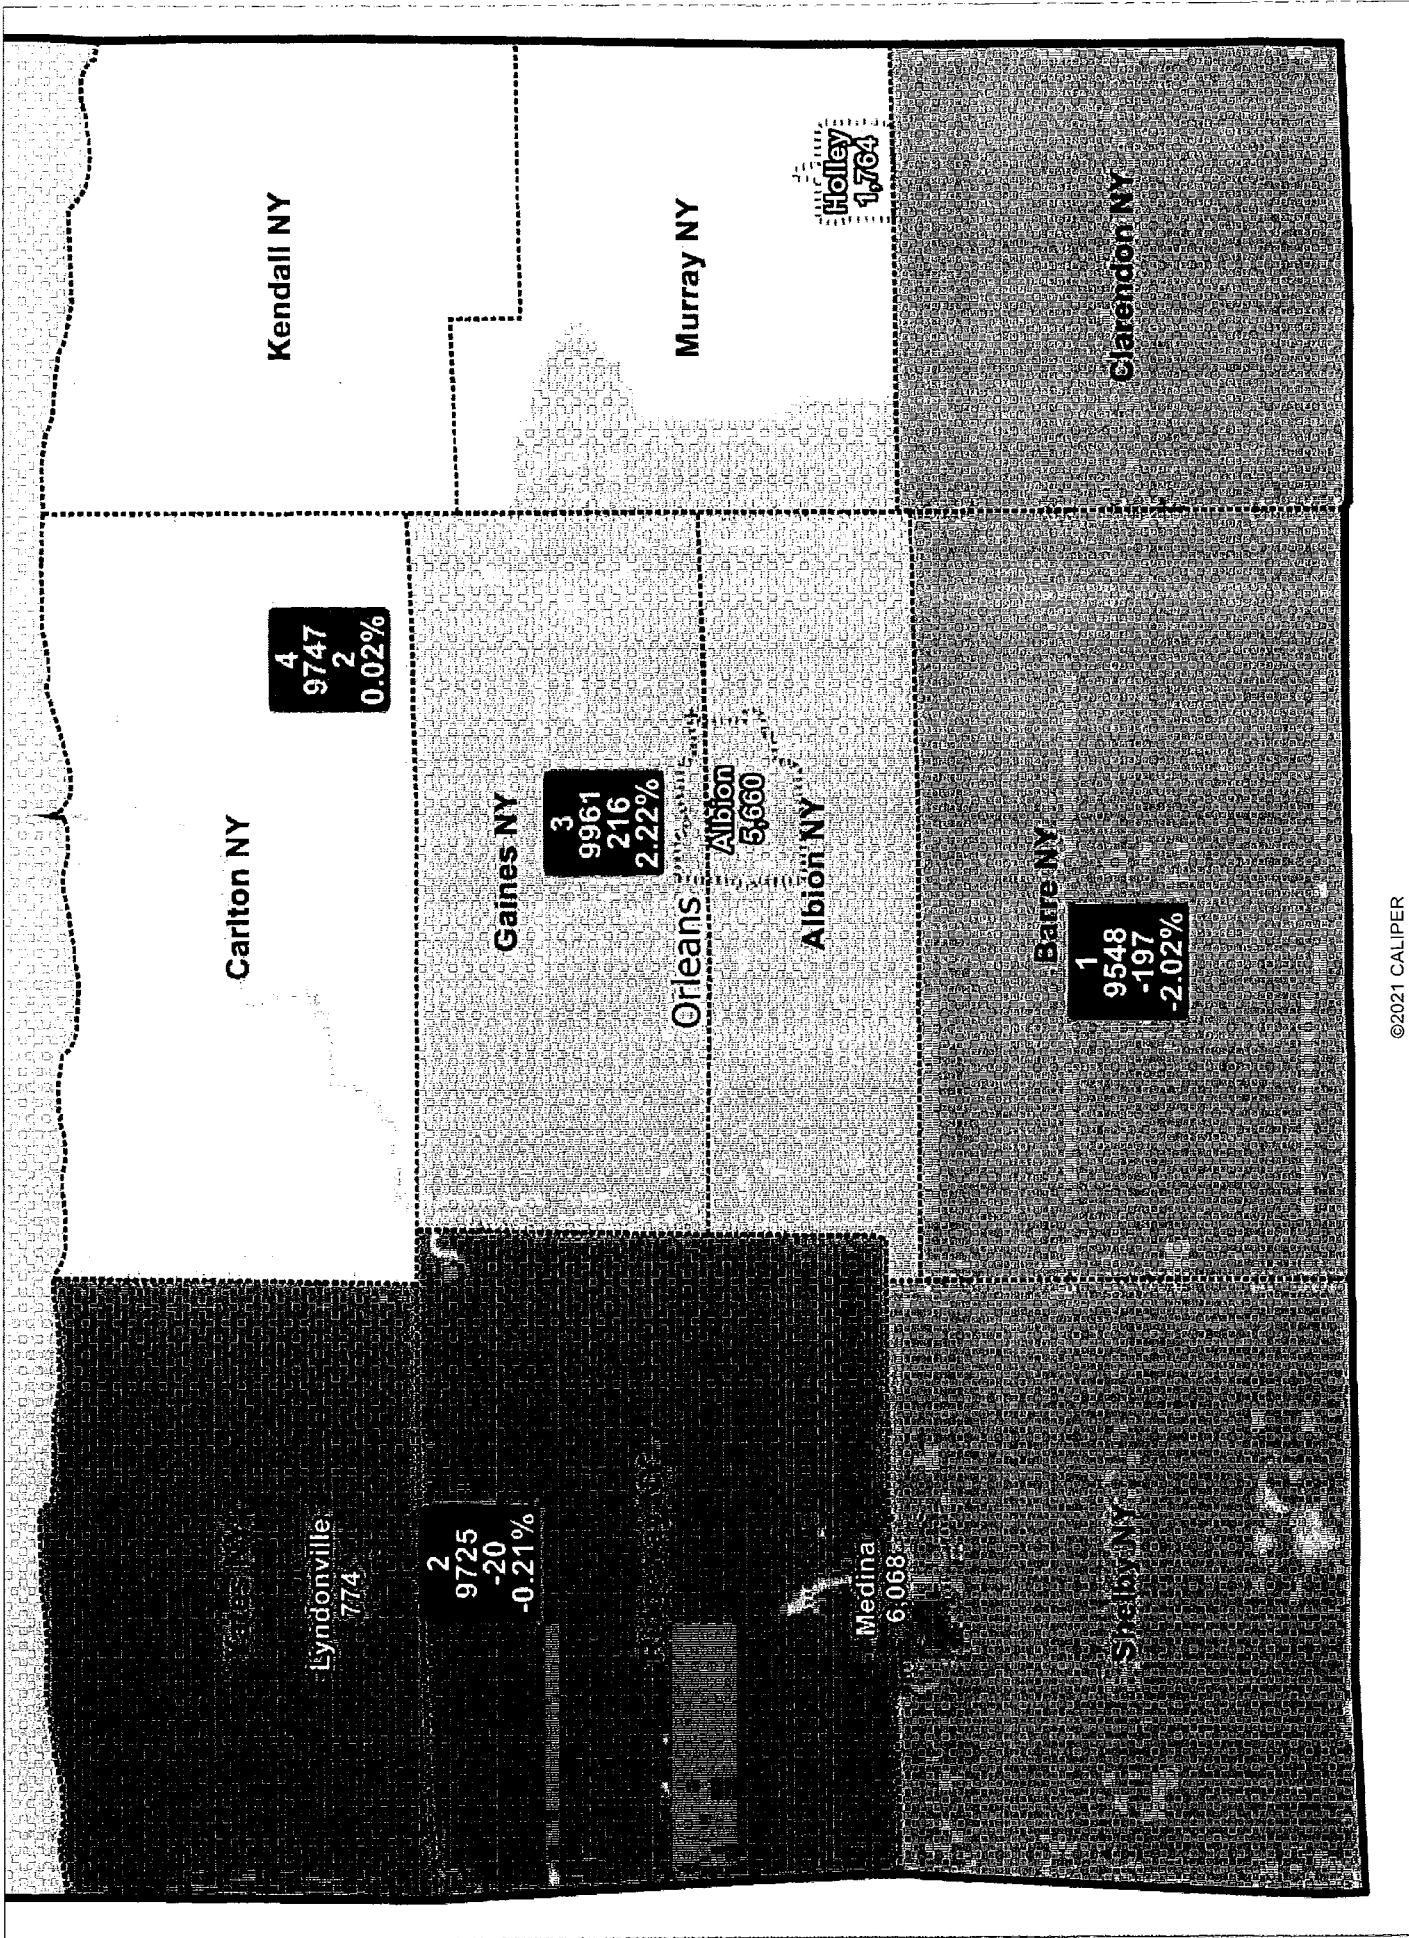 Kendall NY
Carlton NY
4
9747
2
0.02%
Lyndonville
774
Murray NY
Holley
1,764
Gaines NY
3
9961
216
2.22%
2
9725
-20
-0.21%
Orleans
Albion
5,660
Albion NY
Medina
6,068
Clarendon NY
Barre NY
1
9548
-197
-2.02%
Shelby NY
©2021 CALIPER